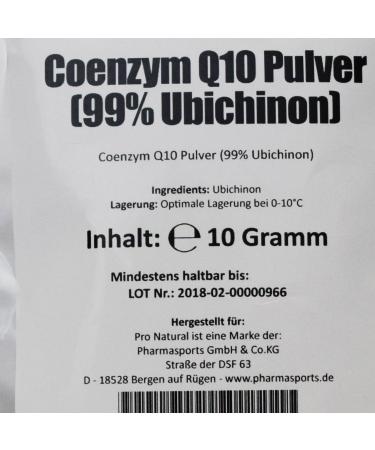 Coenzym Q10 Pulver
(99% Ubichinon)
Coenzym Q10 Pulver (99% Ubichinon)
Ingredients: Ubichinon
Lagerung: Optimale Lagerung bei 0-10°C
Inhalt: ℮ 10 Gramm
Mindestens haltbar bis:
LOT Nr.: 2018-02-00000966
Hergestellt für:
Pro Natural ist eine Marke der:
Pharmasports GmbH & Co.KG
Straße der DSF 63
D - 18528 Bergen auf Rügen - www.pharmasports.de